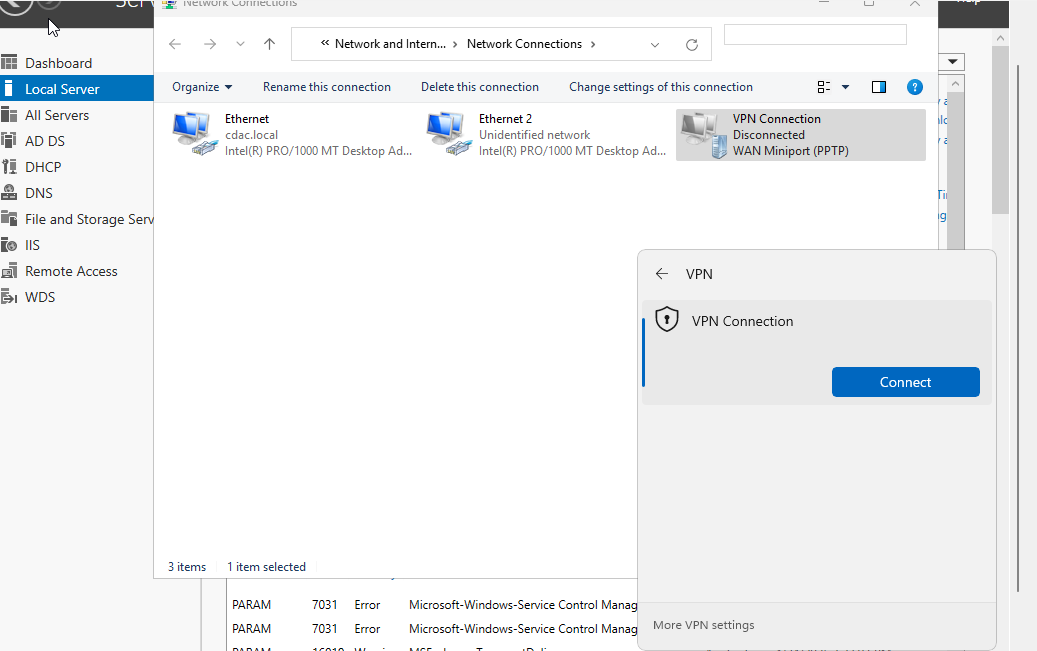 Network Connections
Help
« Network and Intern... › Network Connections ›
Dashboard
Local Server
All Servers
AD DS
DHCP
DNS
File and Storage Serv
IIS
Remote Access
WDS
Organize
Rename this connection
Delete this connection
Change settings of this connection
Ethernet
cdac.local
Intel(R) PRO/1000 MT Desktop Ad...
Ethernet 2
Unidentified network
Intel(R) PRO/1000 MT Desktop Ad...
VPN Connection
Disconnected
WAN Miniport (PPTP)
VPN
VPN Connection
Connect
More VPN settings
3 items
1 item selected
PARAM 7031 Error Microsoft-Windows-Service Control Manag
PARAM 7031 Error Microsoft-Windows-Service Control Manag